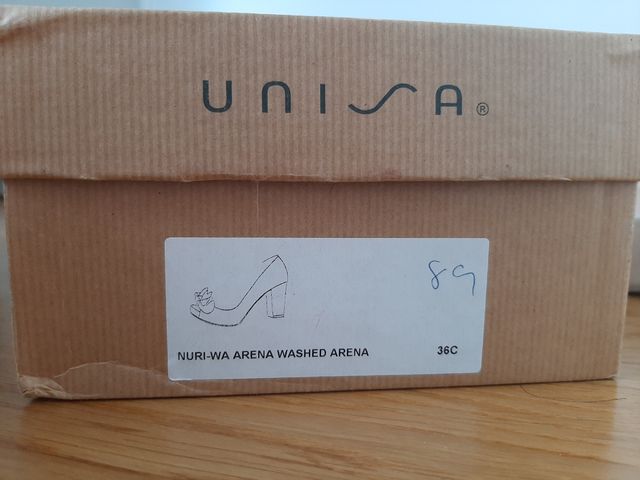 UNISA®
89
NURI-WA ARENA WASHED ARENA 36C